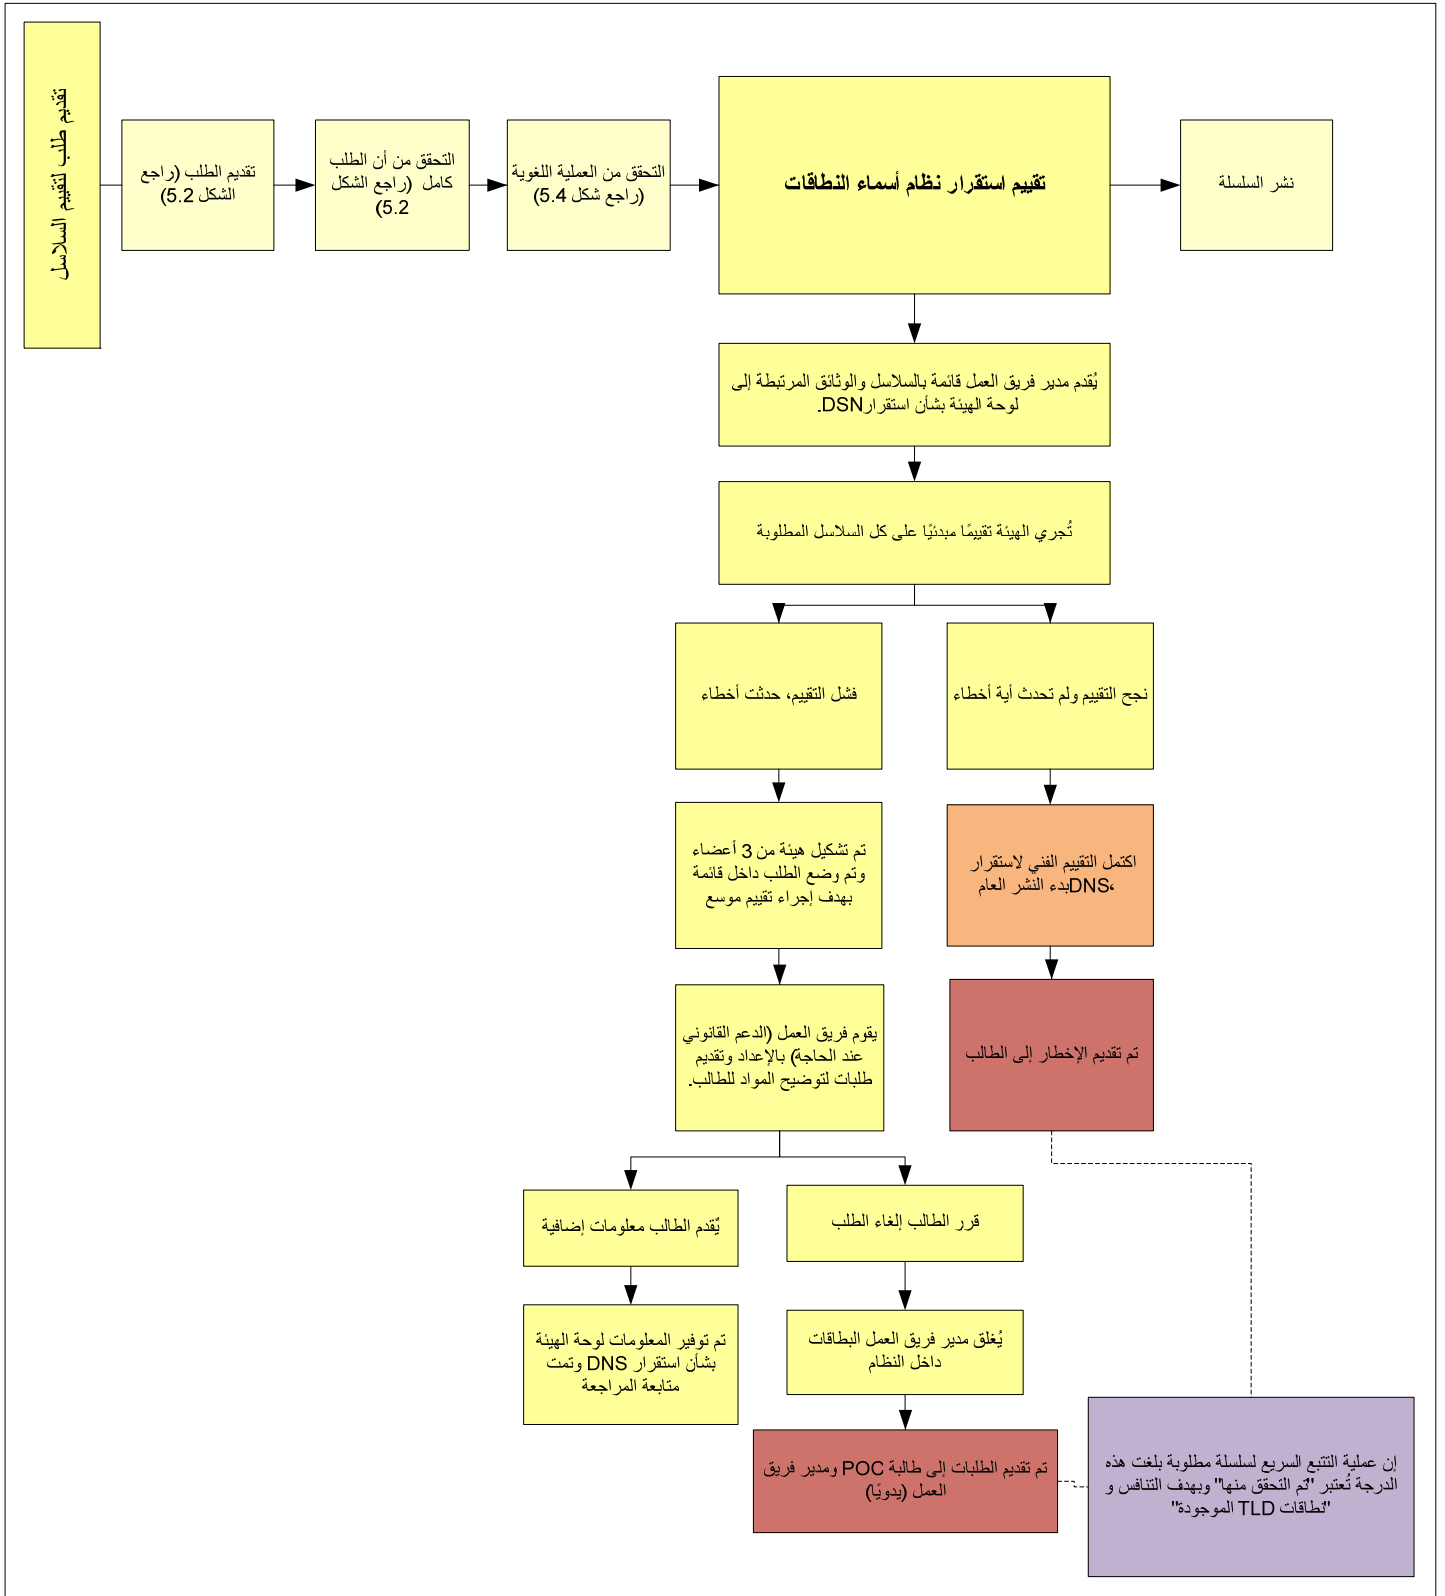 تقديم طلب لتقييم السلاسل
تقديم الطلب (راجع
الشكل 5.2)
التحقق من أن الطلب
كامل (راجع الشكل
5.2)
التحقق من العملية اللغوية
(راجع شكل 5.4)
تقييم استقرار نظام أسماء النطاقات
نشر السلسلة
يُقدم مدير فريق العمل قائمة بالسلاسل والوثائق المرتبطة إلى
لوحة الهيئة بشأن استقرارDSN.
تُجري الهيئة تقييمًا مبدئيًا على كل السلاسل المطلوبة
فشل التقييم، حدثت أخطاء
نجح التقييم ولم تحدث أية أخطاء
تم تشكيل هيئة من 3 أعضاء
وتم وضع الطلب داخل قائمة
بهدف إجراء تقييم موسع
اكتمل التقييم الفني لاستقرار
DNS، بدء النشر العام
يقوم فريق العمل (الدعم القانوني
عند الحاجة) بالإعداد وتقديم
طلبات لتوضيح المواد للطالب.
تم تقديم الإخطار إلى الطالب
يُقدم الطالب معلومات إضافية
قرر الطالب إلغاء الطلب
تم توفير المعلومات لوحة الهيئة
بشأن استقرار DNS وتمت
متابعة المراجعة
يُغلق مدير فريق العمل البطاقات
داخل النظام
تم تقديم الطلبات إلى طالبة POC ومدير فريق
العمل (يدويًا)
إن عملية التتبع السريع لسلسلة مطلوبة بلغت هذه
الدرجة تُعتبر "تم التحقق منها" وبهدف التنافس و
"نطاقات TLD الموجودة"